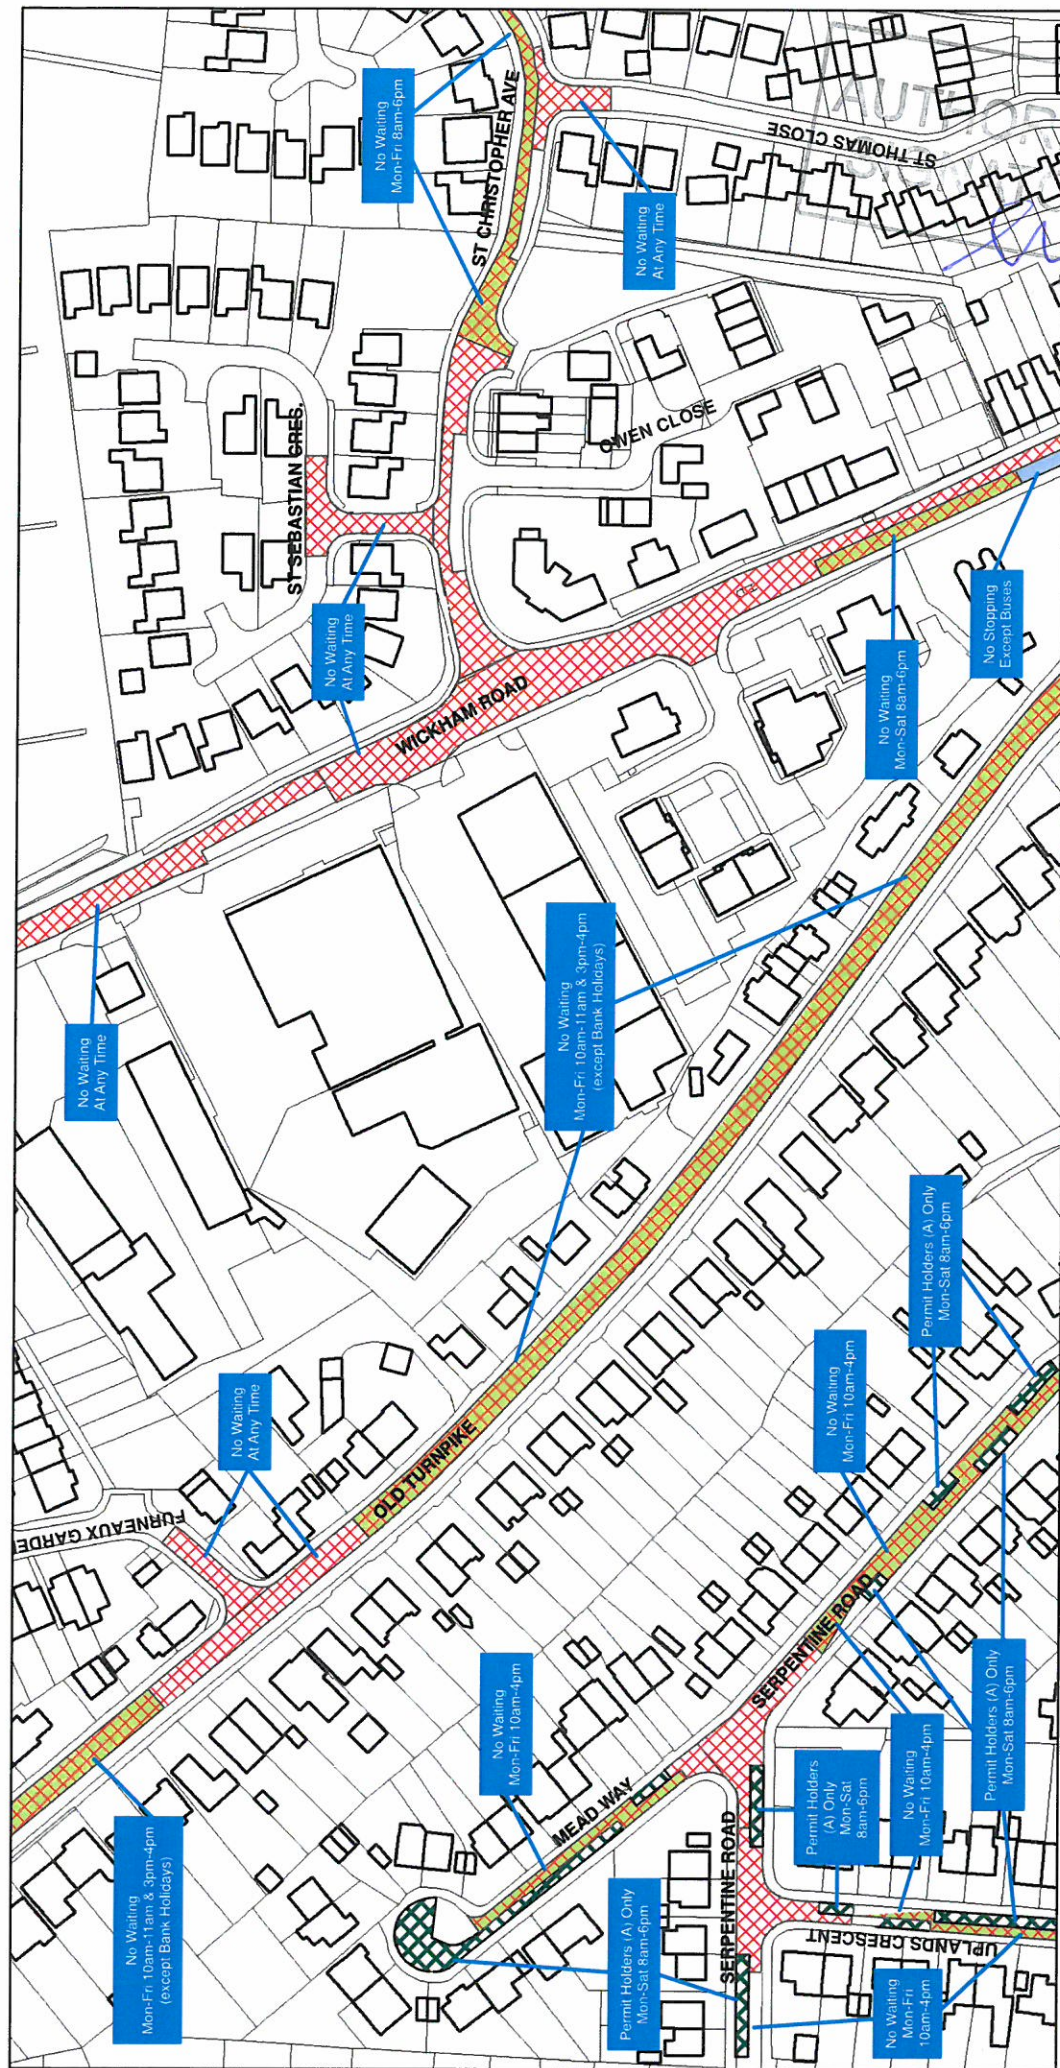 No Waiting
Mon-Fri 10am-11am & 3pm-4pm
(except Bank Holidays)
FURNEAUX GARDE
No Waiting
At Any Time
No Waiting
At Any Time
No Waiting
At Any Time
ST SEBASTIAN CRES.
ST CHRISTOPHER AVE
No Waiting
Mon-Fri 8am-6pm
OLD TURNPIKE
No Waiting
Mon-Fri 10am-11am & 3pm-4pm
(except Bank Holidays)
WICKHAM ROAD
OWEN CLOSE
No Waiting
At Any Time
MEAD WAY
No Waiting
Mon-Fri 10am-4pm
Permit Holders (A) Only
Mon-Sat 8am-6pm
SERPENTINE ROAD
SERPENTINE ROAD
No Waiting
Mon-Fri 10am-4pm
Permit Holders (A) Only
Mon-Sat 8am-6pm
No Waiting
Mon-Sat 8am-6pm
No Stopping
Except Buses
ST THOMAS CLOSE
UPLANDS CRESCENT
No Waiting
Mon-Fri
10am-4pm
Permit Holders
(A) Only
Mon-Sat
8am-6pm
No Waiting
Mon-Fri 10am-4pm
Permit Holders (A) Only
Mon-Sat 8am-6pm